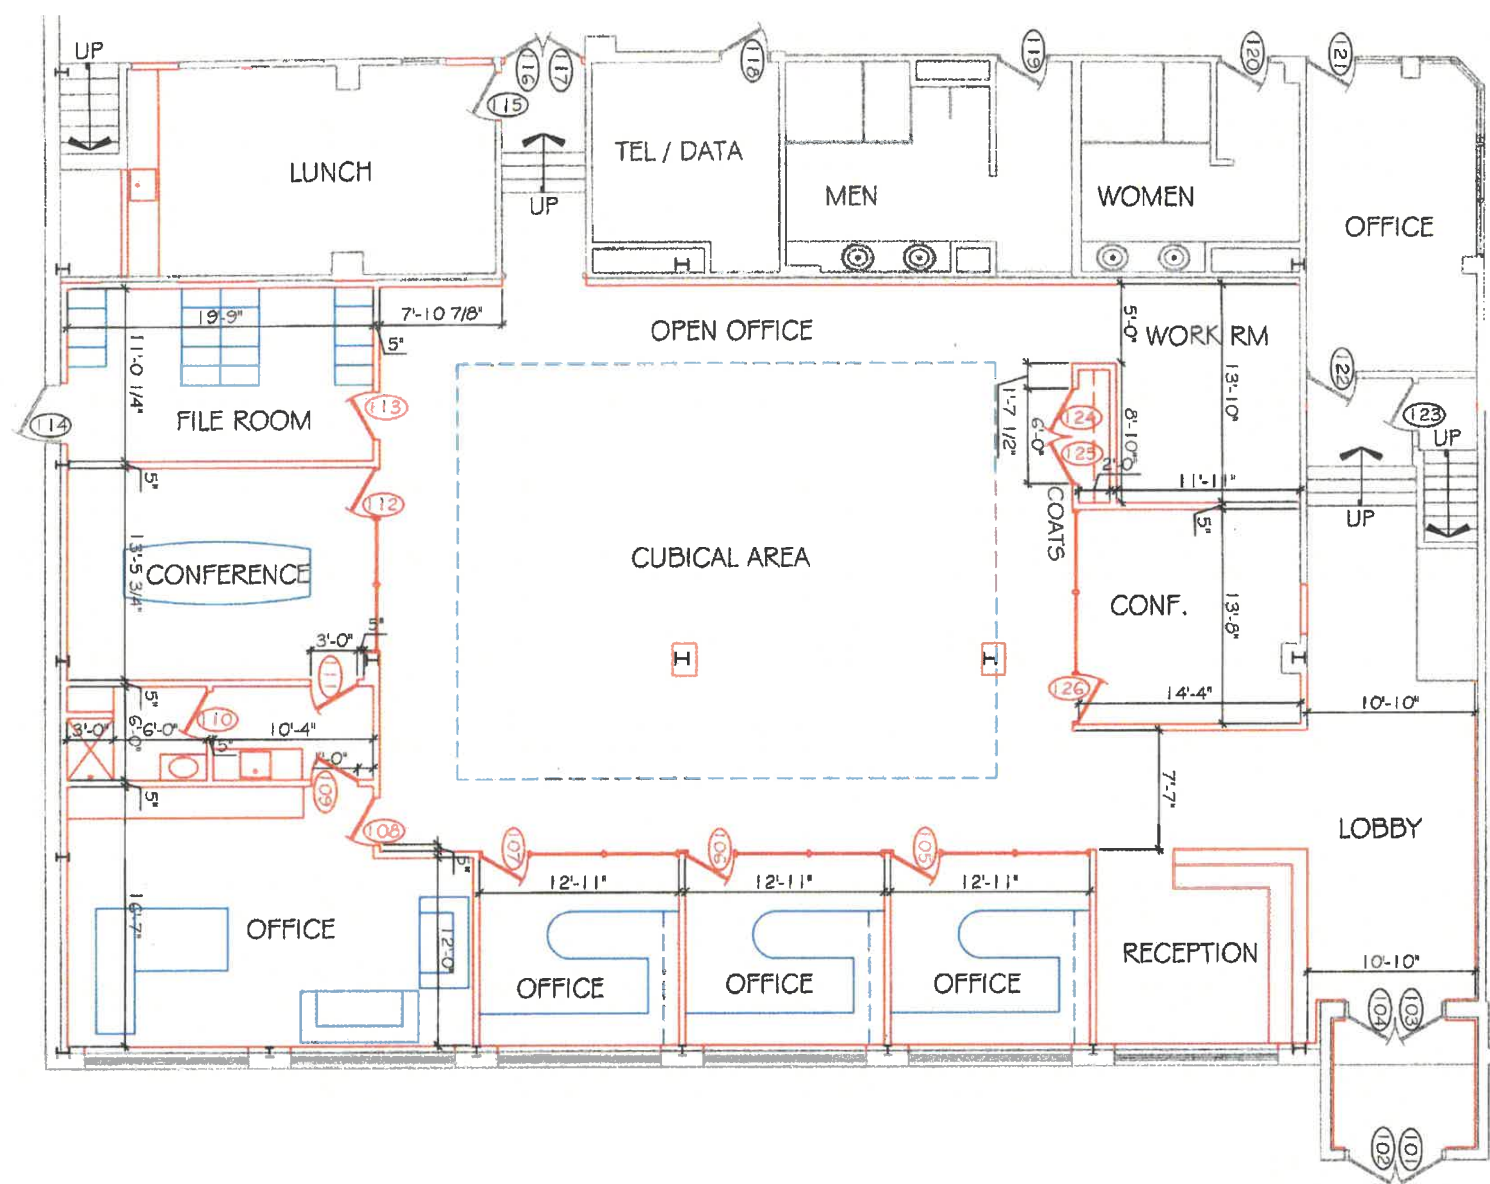 UP
116
117
118
119
120
121
115
LUNCH
UP
TEL / DATA
MEN
WOMEN
OFFICE
19'-9"
7'-10 7/8"
5"
11'-0 1/4"
OPEN OFFICE
5'-0"
WORK RM
13'-10"
FILE ROOM
113
114
122
123
UP
1'-7 1/2"
6'-0"
124
125
8'-10"
2'-0
11'-11"
COATS
UP
5"
112
5"
CONFERENCE
13'-5 3/4"
CUBICAL AREA
CONF.
13'-8"
3'-0"
5"
111
126
14'-4"
10'-10"
5"
3'-0"
6'-0"
6'-0"
110
10'-4"
5"
1'-0"
109
5"
108
7'-7"
LOBBY
107
106
105
5"
12'-11"
12'-11"
12'-11"
OFFICE
16'-7"
12'-0"
OFFICE
OFFICE
OFFICE
RECEPTION
10'-10"
104
103
102
101